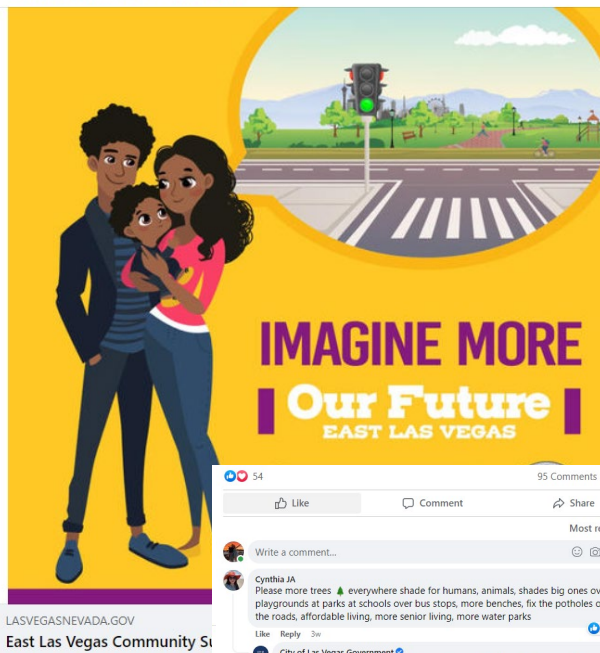 IMAGINE MORE
Our Future
EAST LAS VEGAS
54
95 Comments
Like
Comment
Share
Most
Write a comment...
Cynthia JA
Please more trees 🌲 everywhere shade for humans, animals, shades big ones
playgrounds at parks at schools over bus stops, more benches, fix the potholes
the roads, affordable living, more senior living, more water parks
Like Reply 3w
City of Las Vegas Government
LASVEGASNEVADA.GOV
East Las Vegas Community